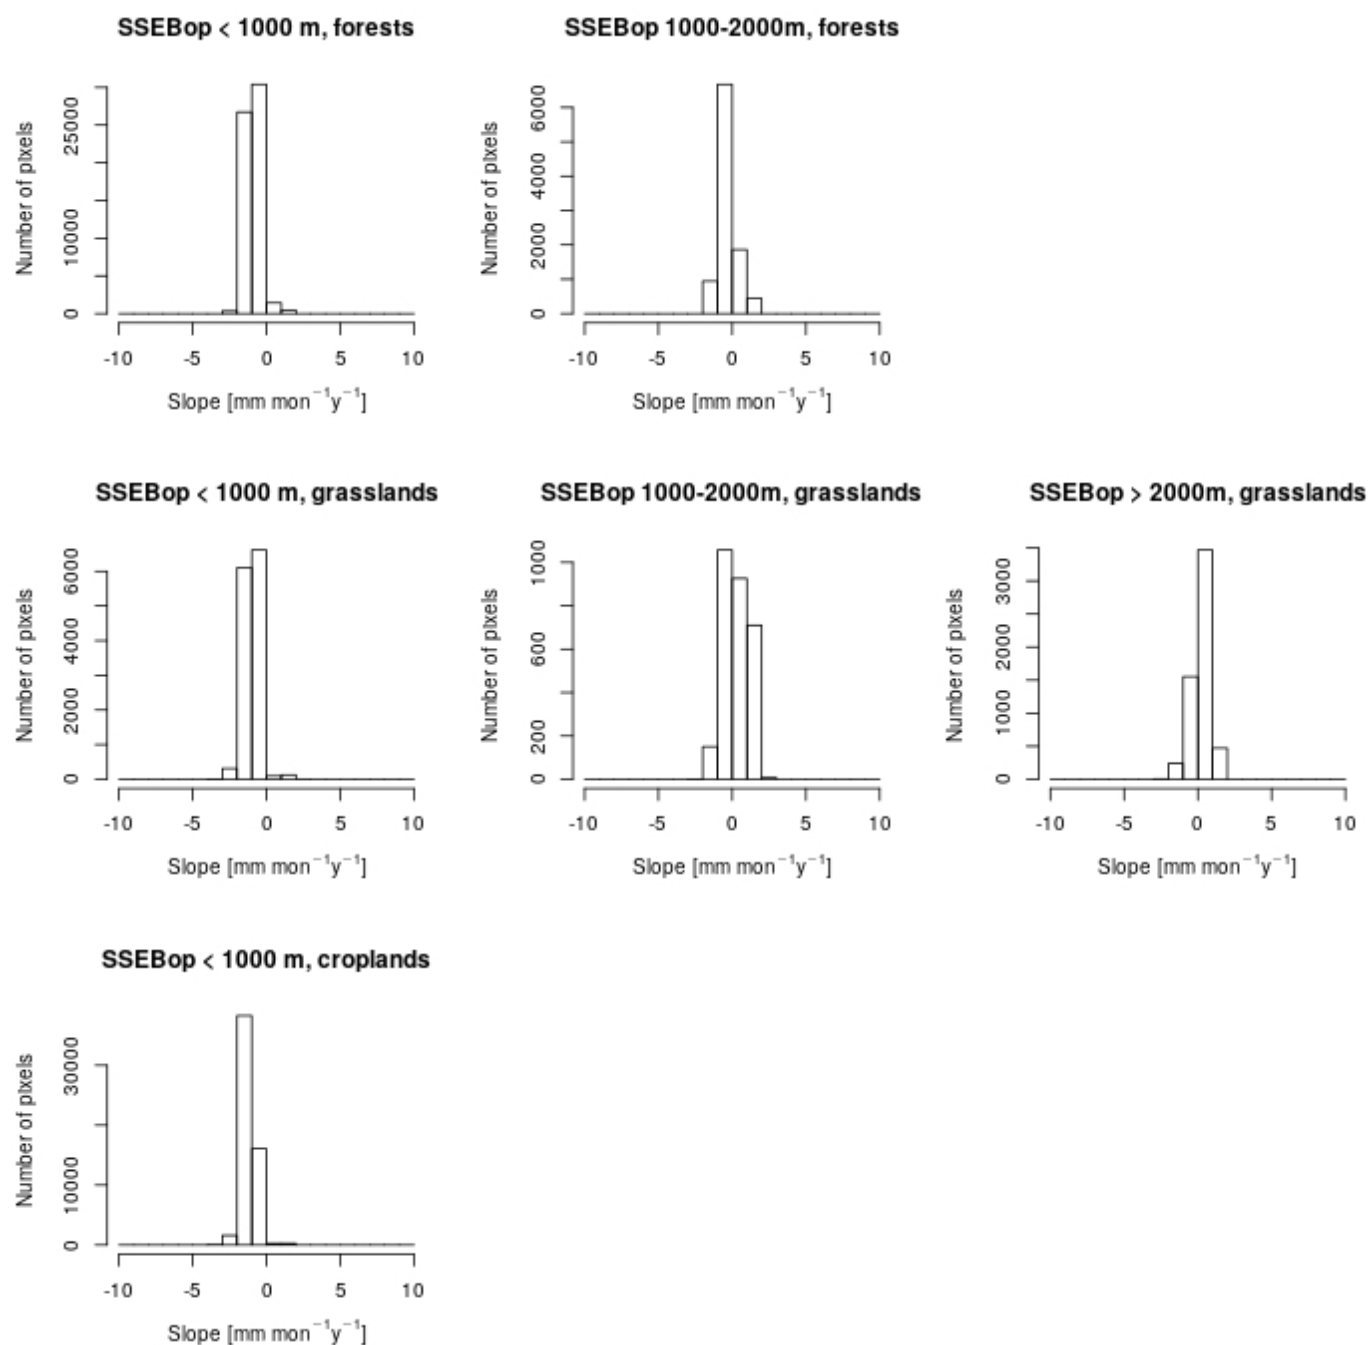 SSEBop < 1000 m, forests
Number of pixels
0
10000
25000
-10 -5 0 5 10
Slope [mm mon⁻¹y⁻¹]
SSEBop 1000-2000m, forests
Number of pixels
0
2000
4000
6000
-10 -5 0 5 10
Slope [mm mon⁻¹y⁻¹]
SSEBop < 1000 m, grasslands
Number of pixels
0
2000
4000
6000
-10 -5 0 5 10
Slope [mm mon⁻¹y⁻¹]
SSEBop 1000-2000m, grasslands
Number of pixels
0
200
600
1000
-10 -5 0 5 10
Slope [mm mon⁻¹y⁻¹]
SSEBop > 2000m, grasslands
Number of pixels
0
1000
2000
3000
-10 -5 0 5 10
Slope [mm mon⁻¹y⁻¹]
SSEBop < 1000 m, croplands
Number of pixels
0
10000
30000
-10 -5 0 5 10
Slope [mm mon⁻¹y⁻¹]